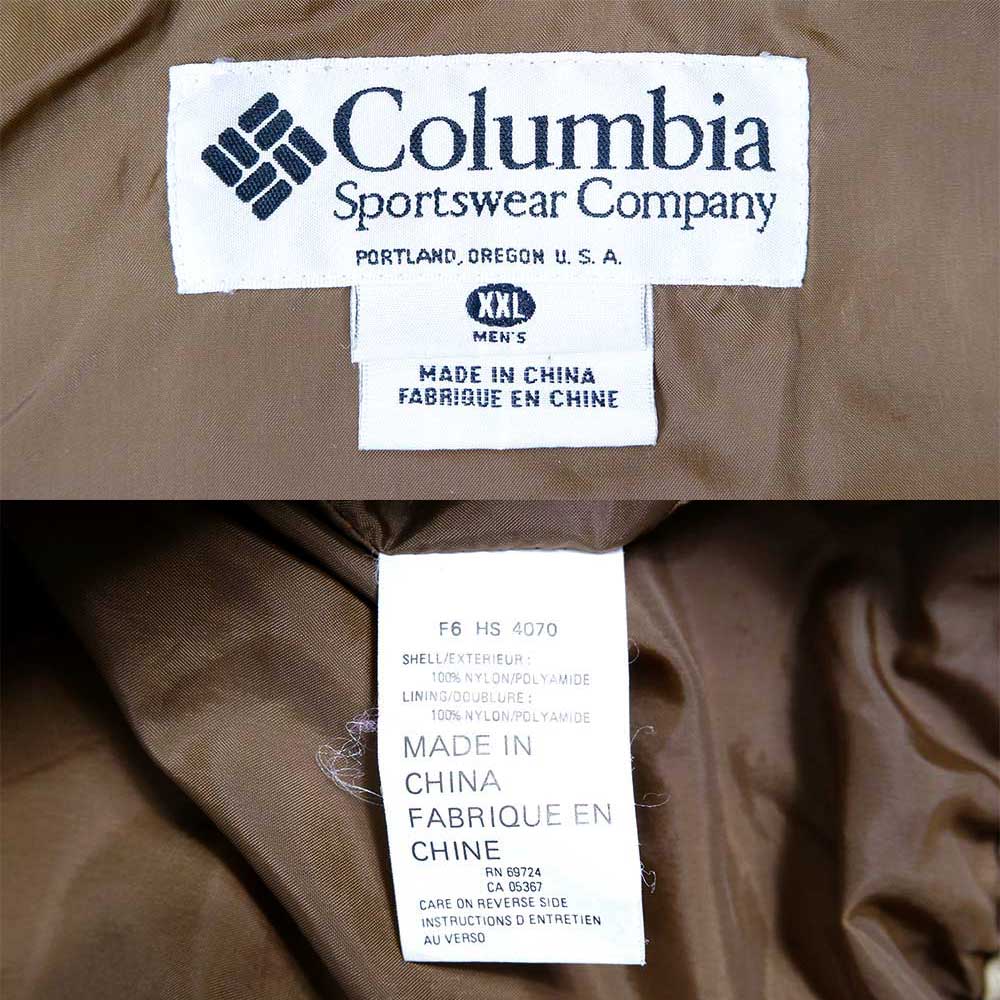 Columbia
Sportswear Company
PORTLAND, OREGON U. S. A.
XXL
MEN'S
MADE IN CHINA
FABRIQUE EN CHINE
F6 HS 4070
SHELL/EXTERIEUR :
100% NYLON/POLYAMIDE
LINING/DOUBLURE :
100% NYLON/POLYAMIDE
MADE IN
CHINA
FABRIQUE EN
CHINE
RN 69724
CA 05367
CARE ON REVERSE SIDE
INSTRUCTIONS D ENTRETIEN
AU VERSO